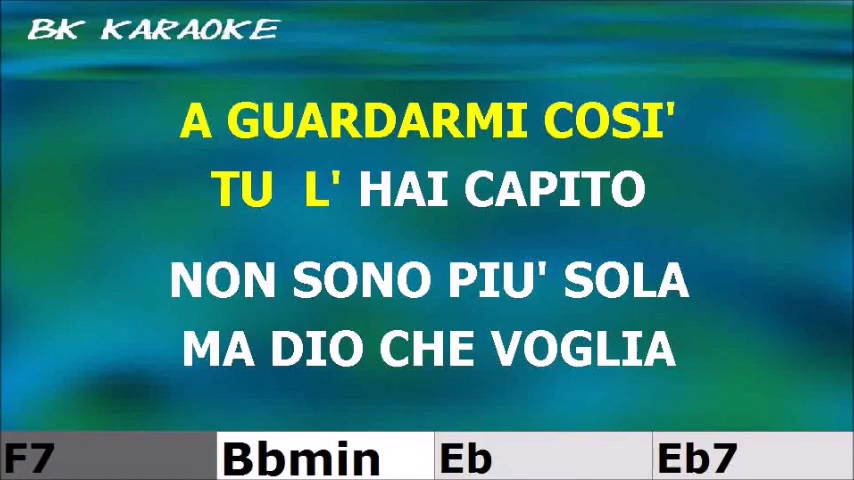 BK KARAOKE
A GUARDARMI COSI'
TU L' HAI CAPITO
NON SONO PIU' SOLA
MA DIO CHE VOGLIA
F7 Bbmin Eb Eb7